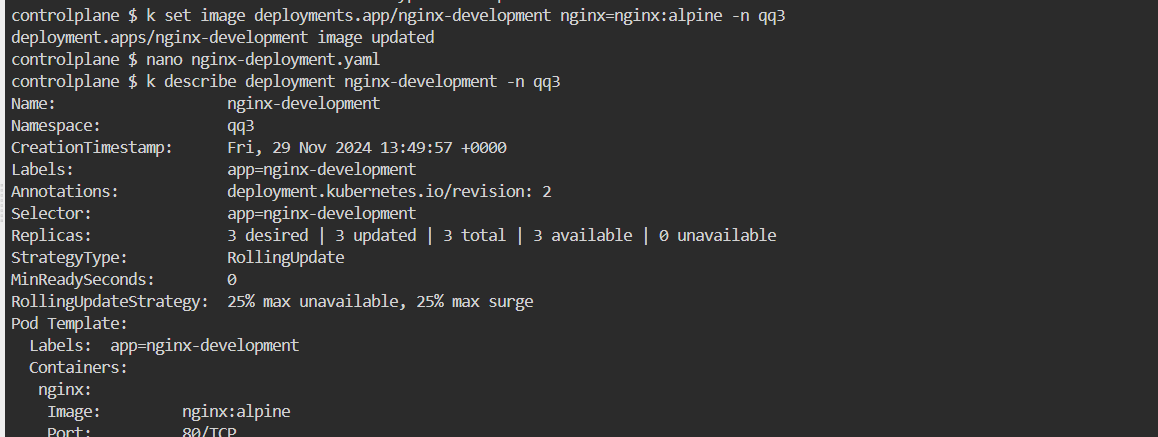 controlplane $ k set image deployments.app/nginx-development nginx=nginx:alpine -n qq3
deployment.apps/nginx-development image updated
controlplane $ nano nginx-deployment.yaml
controlplane $ k describe deployment nginx-development -n qq3
Name:                   nginx-development
Namespace:              qq3
CreationTimestamp:      Fri, 29 Nov 2024 13:49:57 +0000
Labels:                 app=nginx-development
Annotations:            deployment.kubernetes.io/revision: 2
Selector:               app=nginx-development
Replicas:               3 desired | 3 updated | 3 total | 3 available | 0 unavailable
StrategyType:           RollingUpdate
MinReadySeconds:        0
RollingUpdateStrategy:  25% max unavailable, 25% max surge
Pod Template:
  Labels:  app=nginx-development
  Containers:
   nginx:
    Image:         nginx:alpine
    Port:          80/TCP